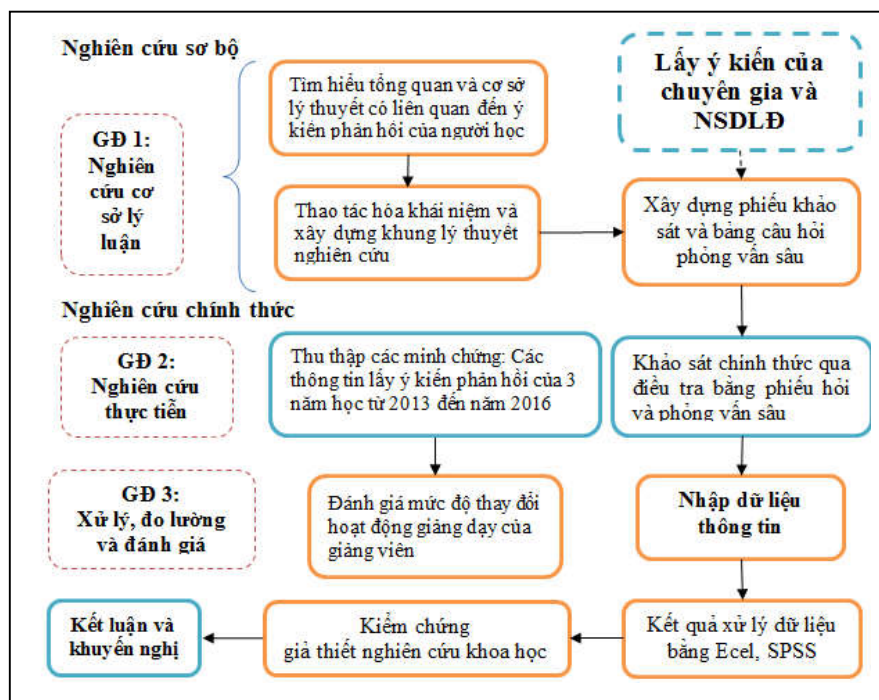 Nghiên cứu sơ bộ
GĐ 1:
Nghiên
cứu cơ
sở lý
luận
Tìm hiểu tổng quan và cơ sở
lý thuyết có liên quan đến ý
kiến phản hồi của người học
Lấy ý kiến của
chuyên gia và
NSDLĐ
Thao tác hóa khái niệm và
xây dựng khung lý thuyết
nghiên cứu
Xây dựng phiếu khảo
sát và bảng câu hỏi
phỏng vấn sâu
Nghiên cứu chính thức
GĐ 2:
Nghiên cứu
thực tiễn
Thu thập các minh chứng: Các
thông tin lấy ý kiến phản hồi của 3
năm học từ 2013 đến năm 2016
Khảo sát chính thức qua
điều tra bằng phiếu hỏi
và phỏng vấn sâu
GĐ 3:
Xử lý, đo lường
và đánh giá
Đánh giá mức độ thay đổi
hoạt động giảng dạy của
giảng viên
Nhập dữ liệu
thông tin
Kết luận và
khuyến nghị
Kiểm chứng
giả thiết nghiên cứu khoa học
Kết quả xử lý dữ liệu
bằng Ecel, SPSS